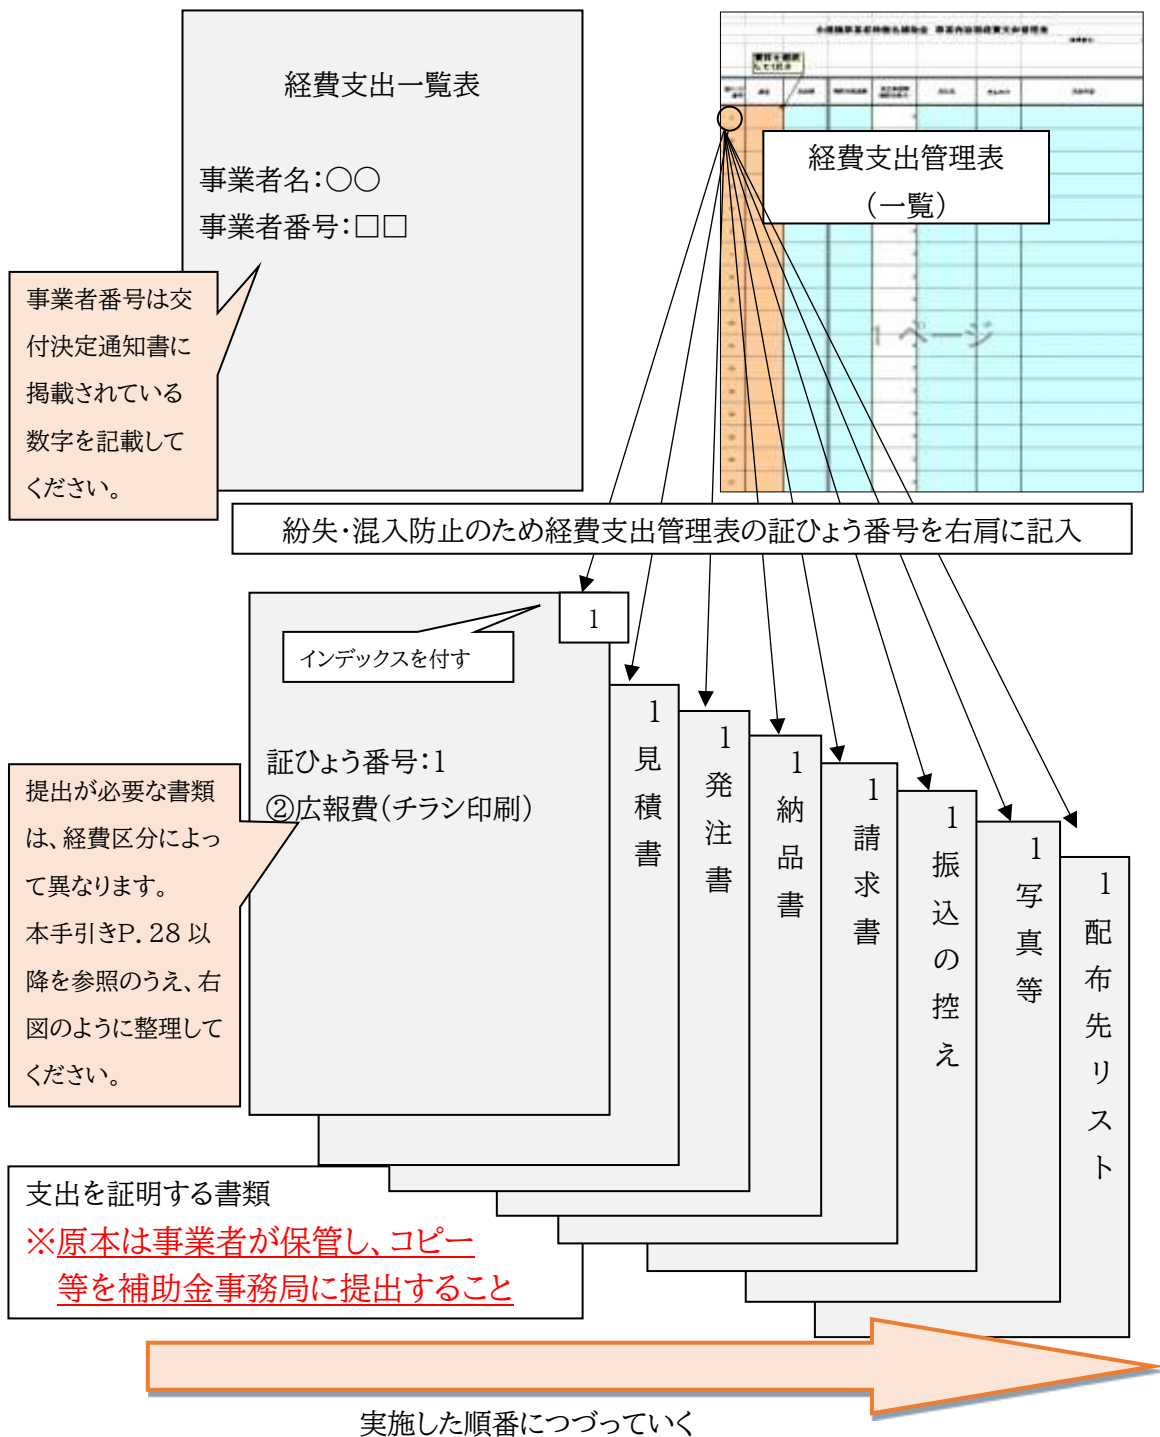 経費支出一覧表
事業者名：○○
事業者番号：□□
経費支出管理表
（一覧）
1 ページ
事業者番号は交
付決定通知書に
掲載されている
数字を記載して
ください。
紛失・混入防止のため経費支出管理表の証ひょう番号を右肩に記入
1
インデックスを付す
証ひょう番号：1
②広報費（チラシ印刷）
提出が必要な書類
は、経費区分によっ
て異なります。
本手引きP．28 以
降を参照のうえ、右
図のように整理して
ください。
1見積書
1発注書
1納品書
1請求書
1振込の控え
1写真等
1配布先リスト
支出を証明する書類
※原本は事業者が保管し、コピー
等を補助金事務局に提出すること
実施した順番につづっていく